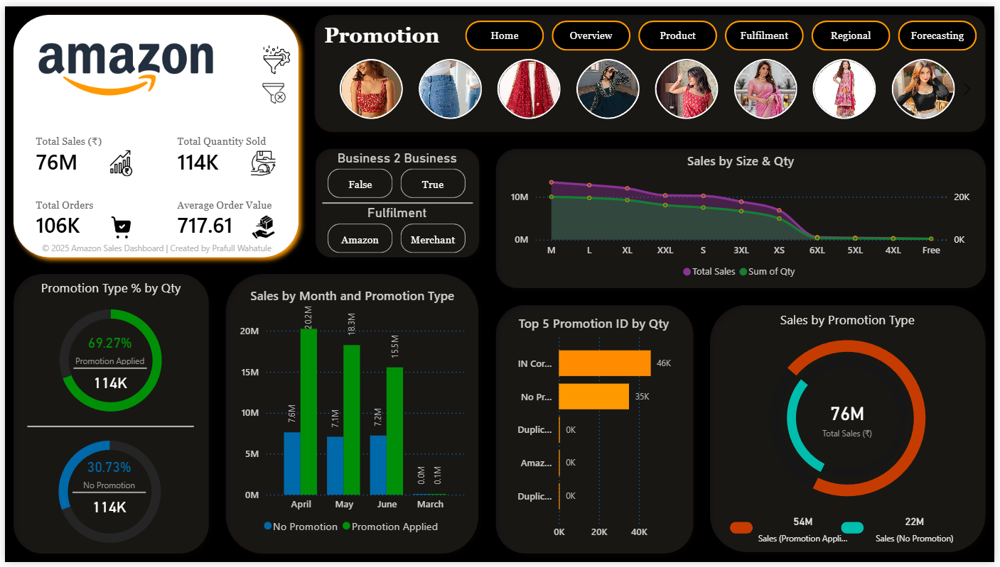 amazon
Total Sales (₹)
76M
Total Quantity Sold
114K
Total Orders
106K
Average Order Value
717.61
© 2025 Amazon Sales Dashboard | Created by Prafull Wahatule
Promotion
Home
Overview
Product
Fulfilment
Regional
Forecasting
Business 2 Business
False
True
Fulfilment
Amazon
Merchant
Sales by Size & Qty
10M
0M
20K
0K
M L XL XXL S 3XL XS 6XL 5XL 4XL Free
Total Sales Sum of Qty
Promotion Type % by Qty
69.27%
Promotion Applied
114K
30.73%
No Promotion
114K
Sales by Month and Promotion Type
20M
15M
10M
5M
0M
7.6M
20.2M
7.1M
18.3M
7.2M
15.5M
0.0M
0.1M
April May June March
No Promotion Promotion Applied
Top 5 Promotion ID by Qty
IN Cor... 46K
No Pr... 35K
Duplic... 0K
Amaz... 0K
Duplic... 0K
0K 20K 40K
Sales by Promotion Type
76M
Total Sales (₹)
54M
Sales (Promotion Appli...
22M
Sales (No Promotion)